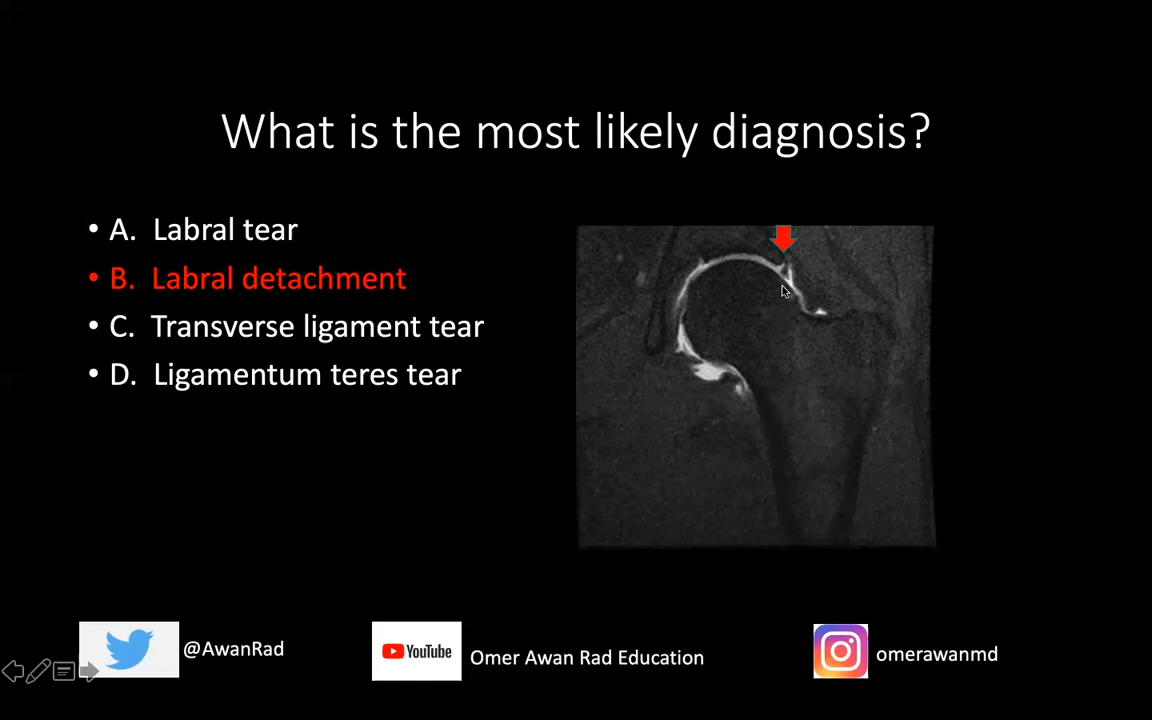 What is the most likely diagnosis?
• A. Labral tear
• B. Labral detachment
• C. Transverse ligament tear
• D. Ligamentum teres tear
@AwanRad
YouTube
Omer Awan Rad Education
omerawanmd